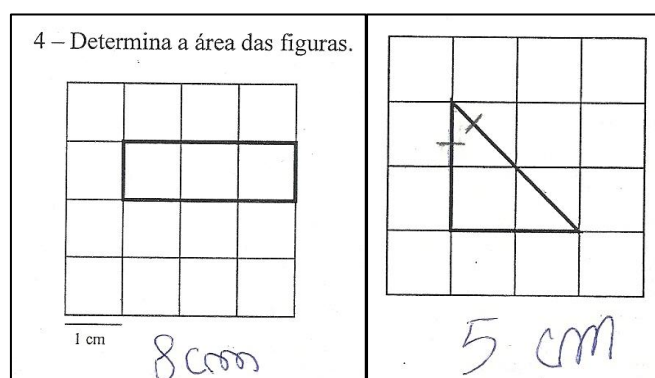 4 – Determina a área das figuras.
1 cm
8 cm
5 cm